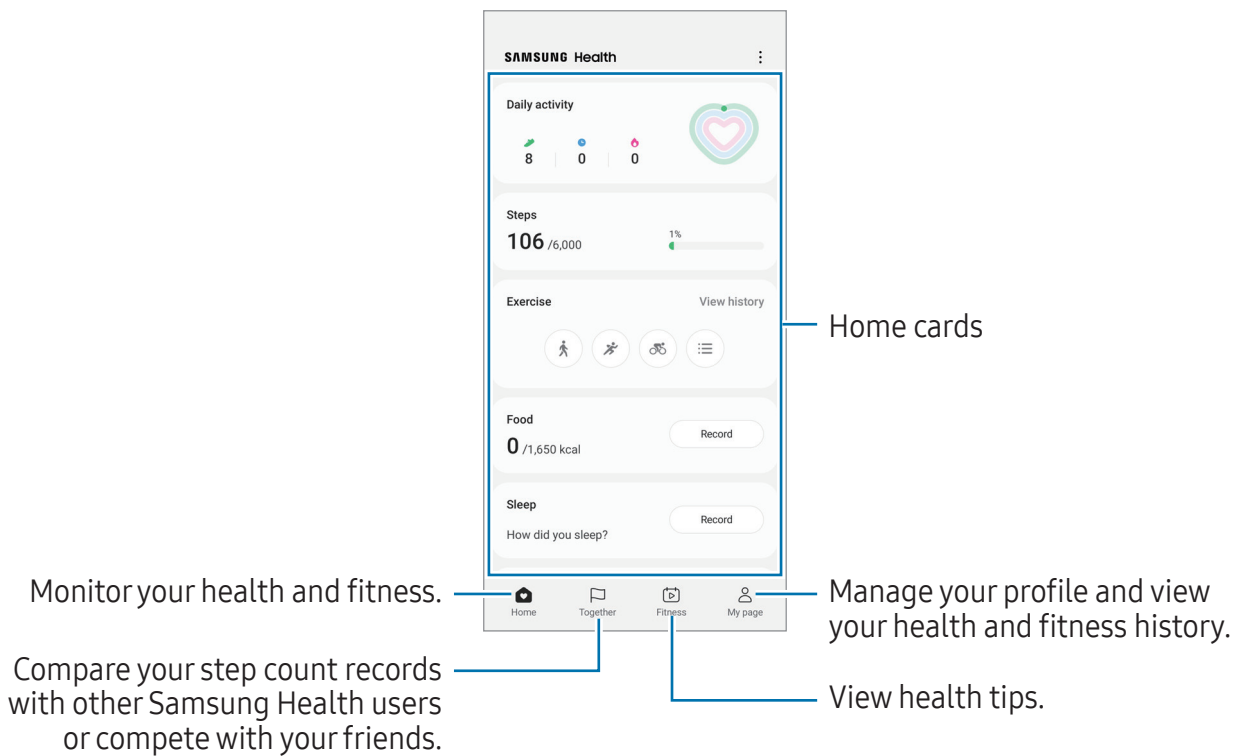 SAMSUNG Health
Daily activity
8 0 0
Steps
106 /6,000
1%
Exercise
View history
Home cards
Food
0 /1,650 kcal
Record
Sleep
How did you sleep?
Record
Home
Together
Fitness
My page
Monitor your health and fitness.
Manage your profile and view
your health and fitness history.
Compare your step count records
with other Samsung Health users
or compete with your friends.
View health tips.